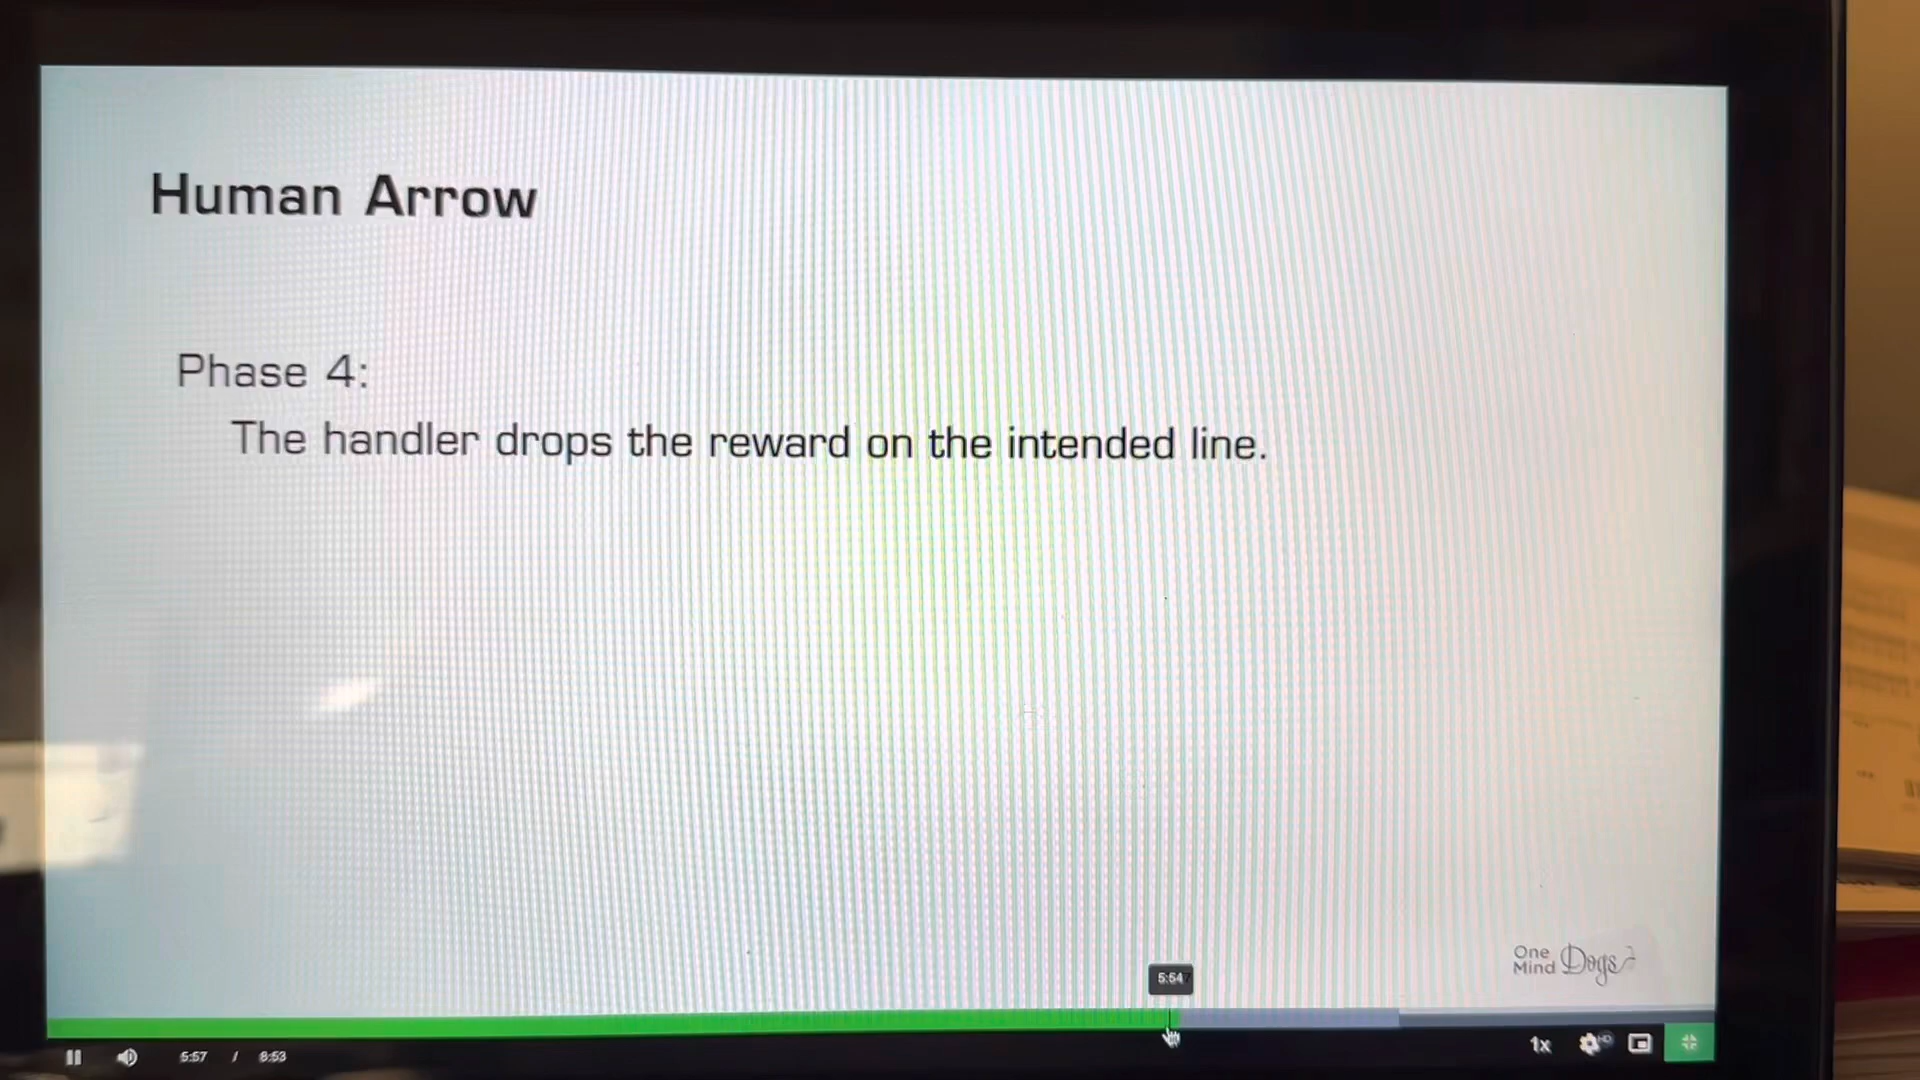 Human Arrow
Phase 4:
The handler drops the reward on the intended line.
One
Mind Dogs
5:54
5:57 / 8:53
1x
HD